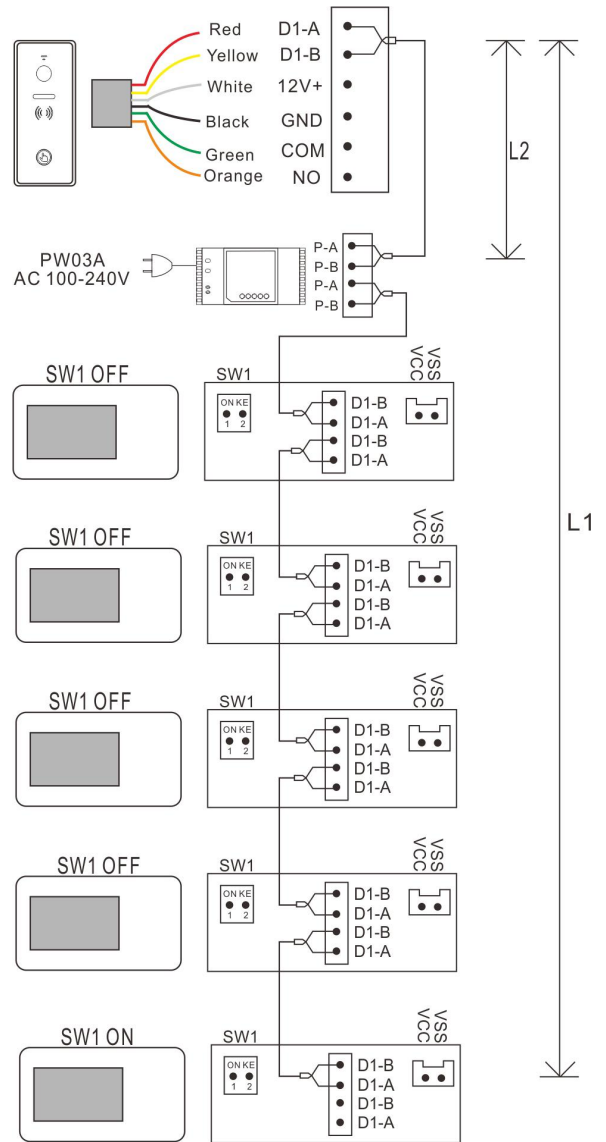 Red D1-A
Yellow D1-B
White 12V+
Black GND
Green COM
Orange NO
L2
PW03A
AC 100-240V
P-A
P-B
P-A
P-B
L1
SW1 OFF
SW1
ON KE
1 2
D1-B
D1-A
D1-B
D1-A
VCC
VSS
SW1 OFF
SW1
ON KE
1 2
D1-B
D1-A
D1-B
D1-A
VCC
VSS
SW1 OFF
SW1
ON KE
1 2
D1-B
D1-A
D1-B
D1-A
VCC
VSS
SW1 OFF
SW1
ON KE
1 2
D1-B
D1-A
D1-B
D1-A
VCC
VSS
SW1 ON
SW1
ON KE
1 2
D1-B
D1-A
D1-B
D1-A
VCC
VSS